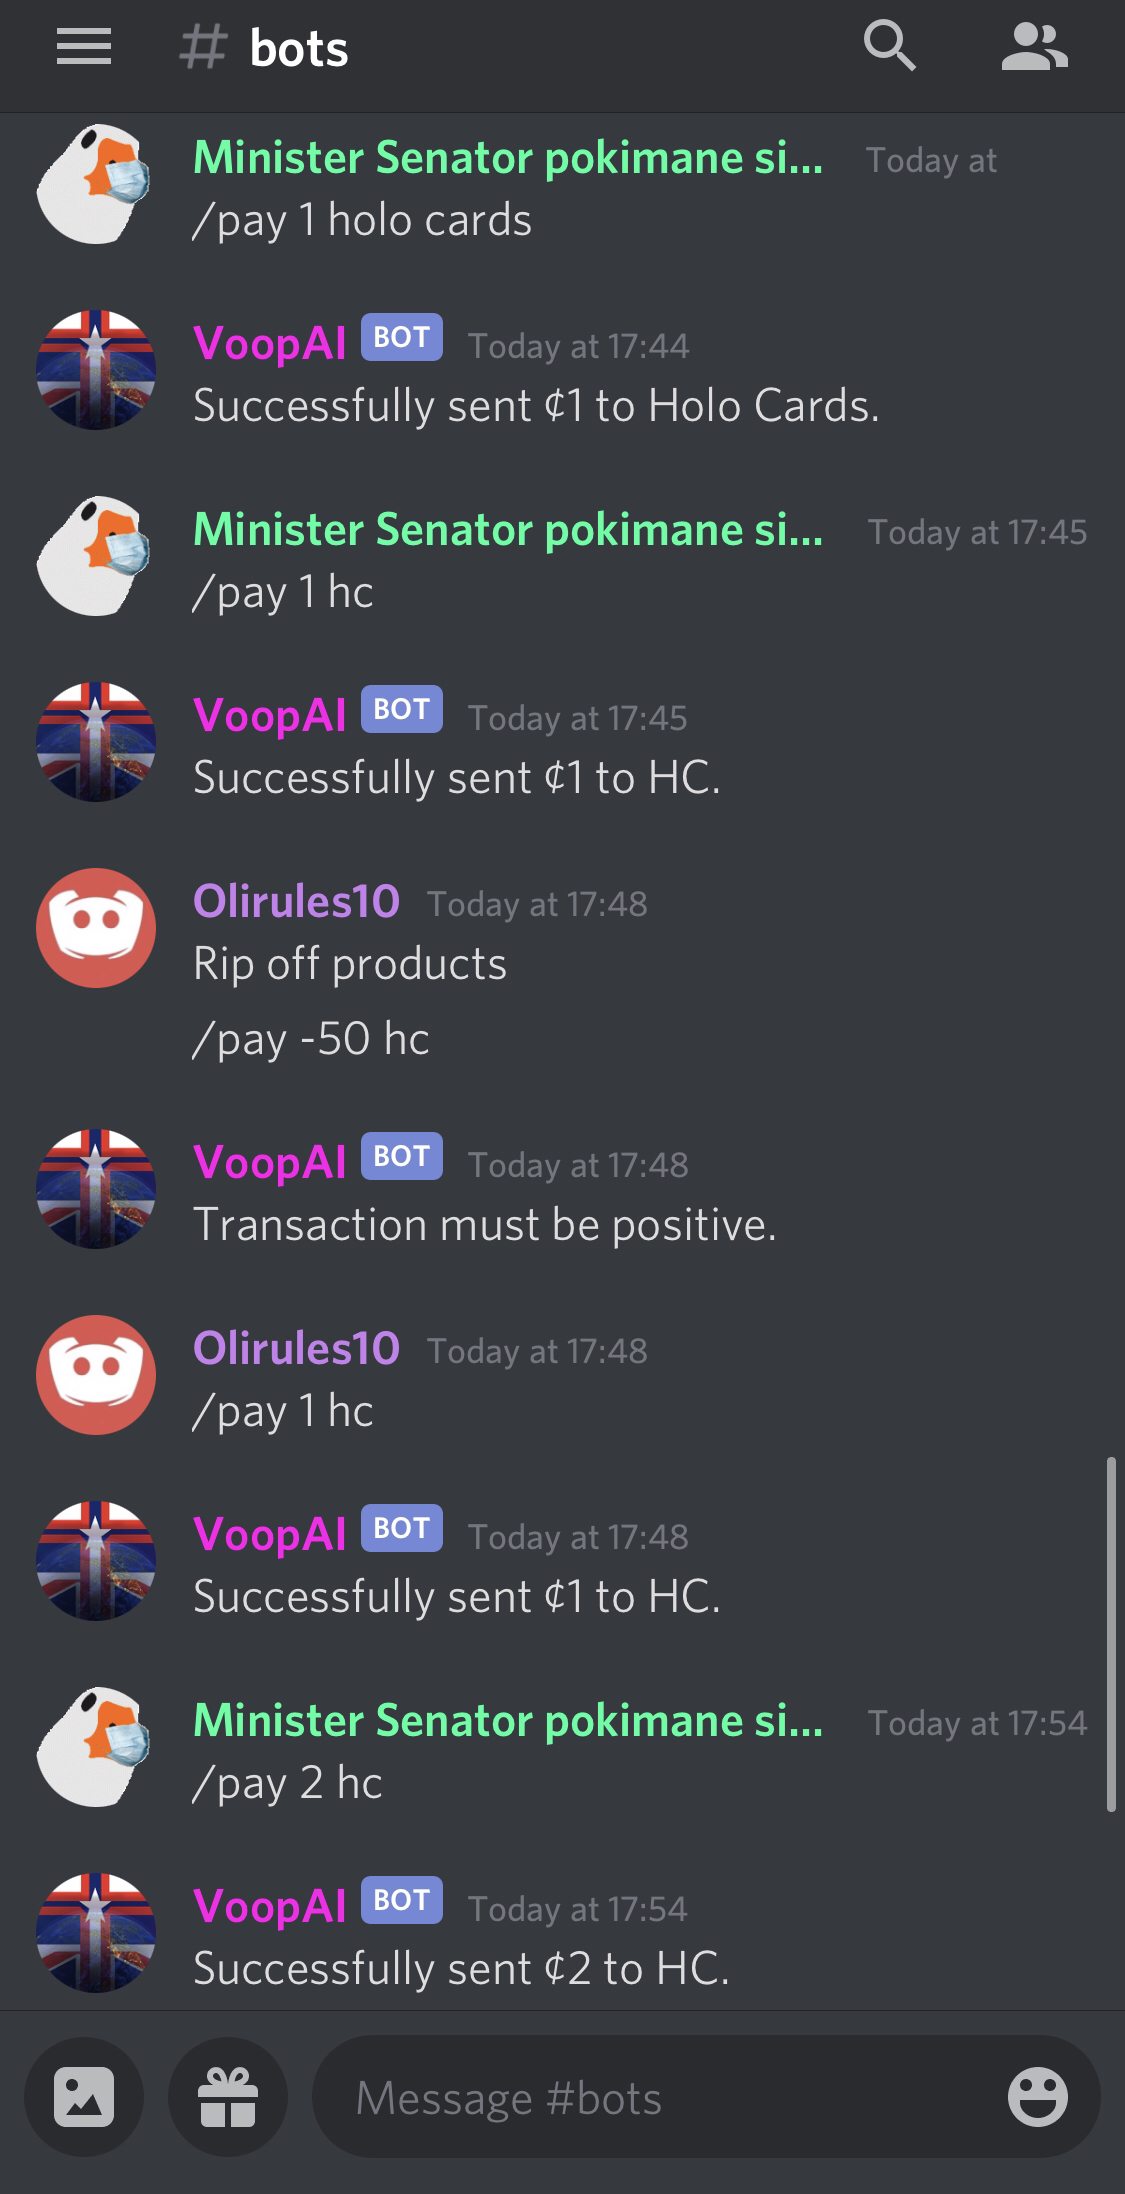 # bots
Minister Senator pokimane si... Today at
/pay 1 holo cards
VoopAI BOT Today at 17:44
Successfully sent ¢1 to Holo Cards.
Minister Senator pokimane si... Today at 17:45
/pay 1 hc
VoopAI BOT Today at 17:45
Successfully sent ¢1 to HC.
Olirules10 Today at 17:48
Rip off products
/pay -50 hc
VoopAI BOT Today at 17:48
Transaction must be positive.
Olirules10 Today at 17:48
/pay 1 hc
VoopAI BOT Today at 17:48
Successfully sent ¢1 to HC.
Minister Senator pokimane si... Today at 17:54
/pay 2 hc
VoopAI BOT Today at 17:54
Successfully sent ¢2 to HC.
Message #bots